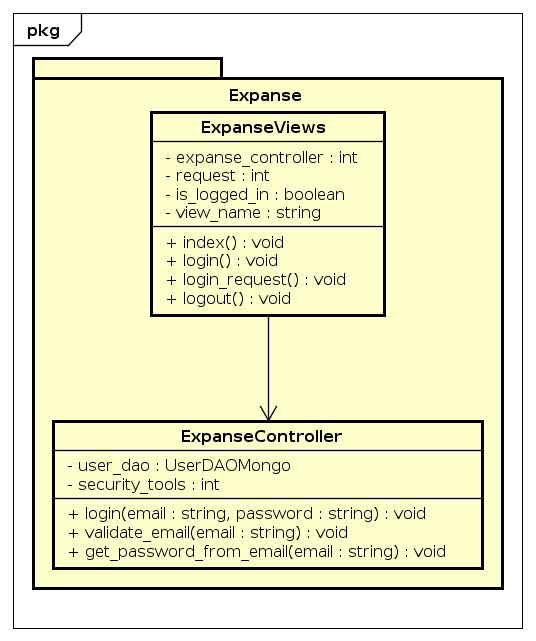 pkg
Expanse
ExpanseViews
- expanse_controller : int
- request : int
- is_logged_in : boolean
- view_name : string
+ index() : void
+ login() : void
+ login_request() : void
+ logout() : void
ExpanseController
- user_dao : UserDAOMongo
- security_tools : int
+ login(email : string, password : string) : void
+ validate_email(email : string) : void
+ get_password_from_email(email : string) : void